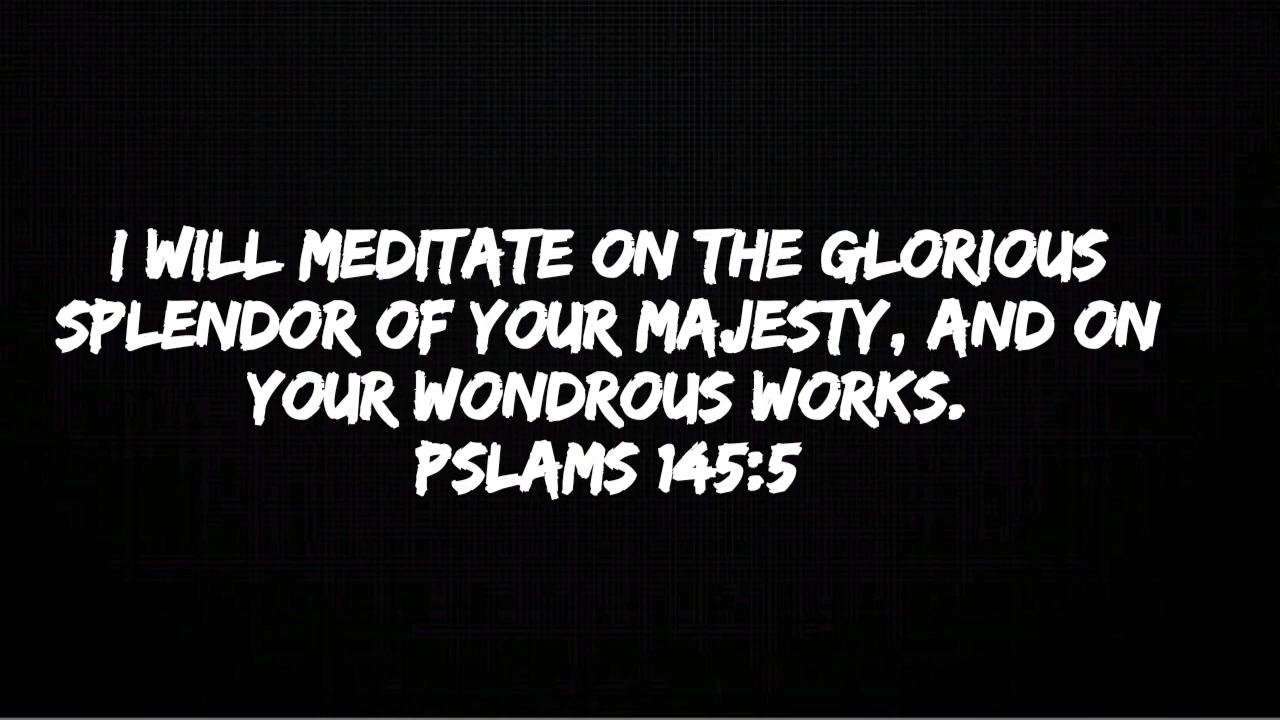 I WILL MEDITATE ON THE GLORIOUS
SPLENDOR OF YOUR MAJESTY, AND ON
YOUR WONDROUS WORKS.
PSLAMS 145:5